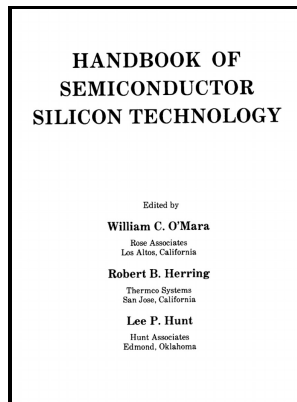 HANDBOOK OF
SEMICONDUCTOR
SILICON TECHNOLOGY
Edited by
William C. O'Mara
Rose Associates
Los Altos, California
Robert B. Herring
Thermco Systems
San Jose, California
Lee P. Hunt
Hunt Associates
Edmond, Oklahoma